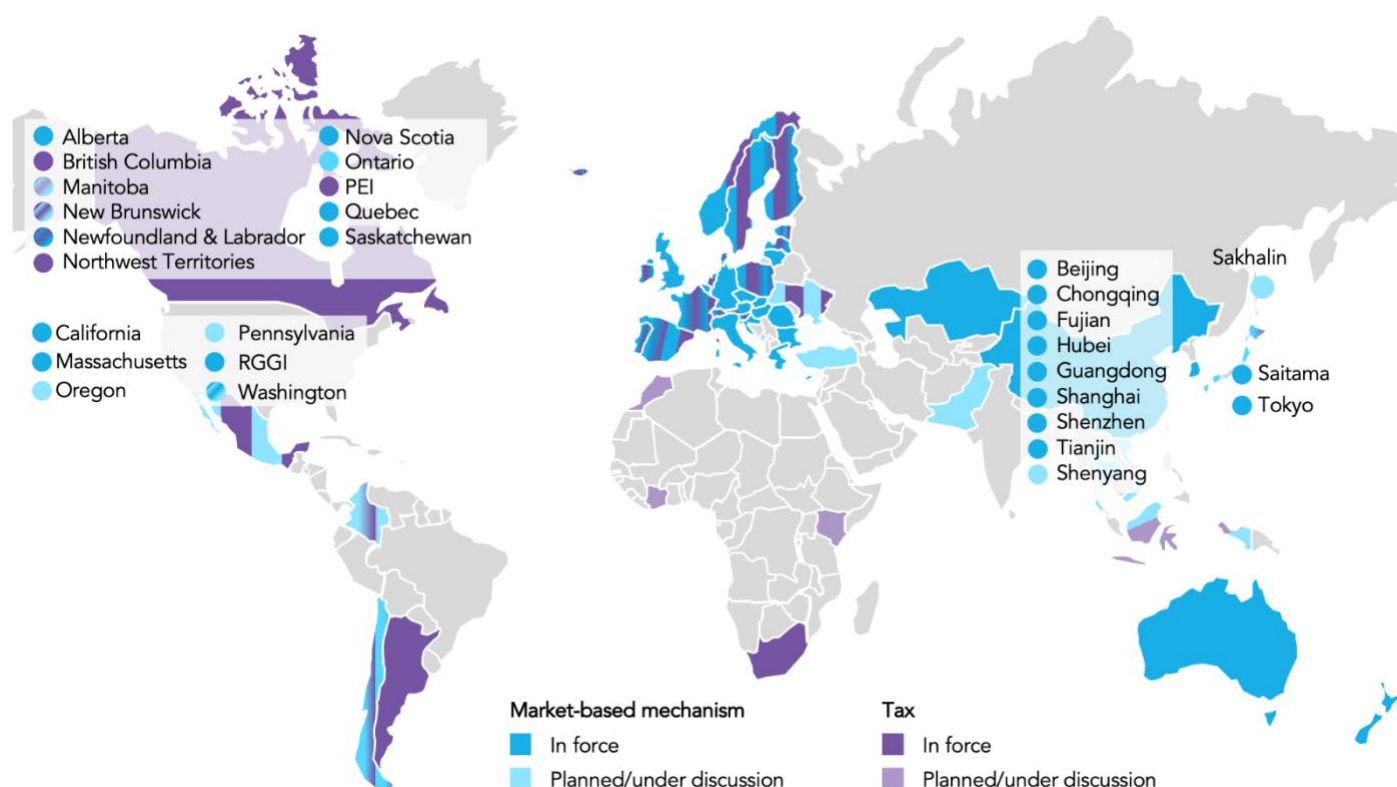 Alberta
British Columbia
Manitoba
New Brunswick
Newfoundland & Labrador
Northwest Territories
Nova Scotia
Ontario
PEI
Quebec
Saskatchewan
California
Massachusetts
Oregon
Pennsylvania
RGGI
Washington
Beijing
Chongqing
Fujian
Hubei
Guangdong
Shanghai
Shenzhen
Tianjin
Shenyang
Sakhalin
Saitama
Tokyo
Market-based mechanism
In force
Planned/under discussion
Tax
In force
Planned/under discussion